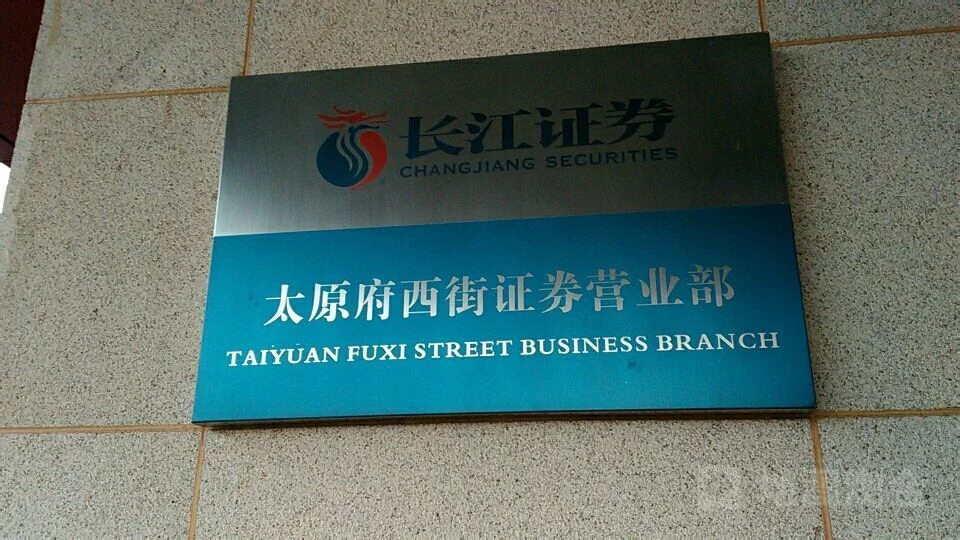 长江证券
CHANGJIANG SECURITIES
太原府西街证券营业部
TAIYUAN FUXI STREET BUSINESS BRANCH